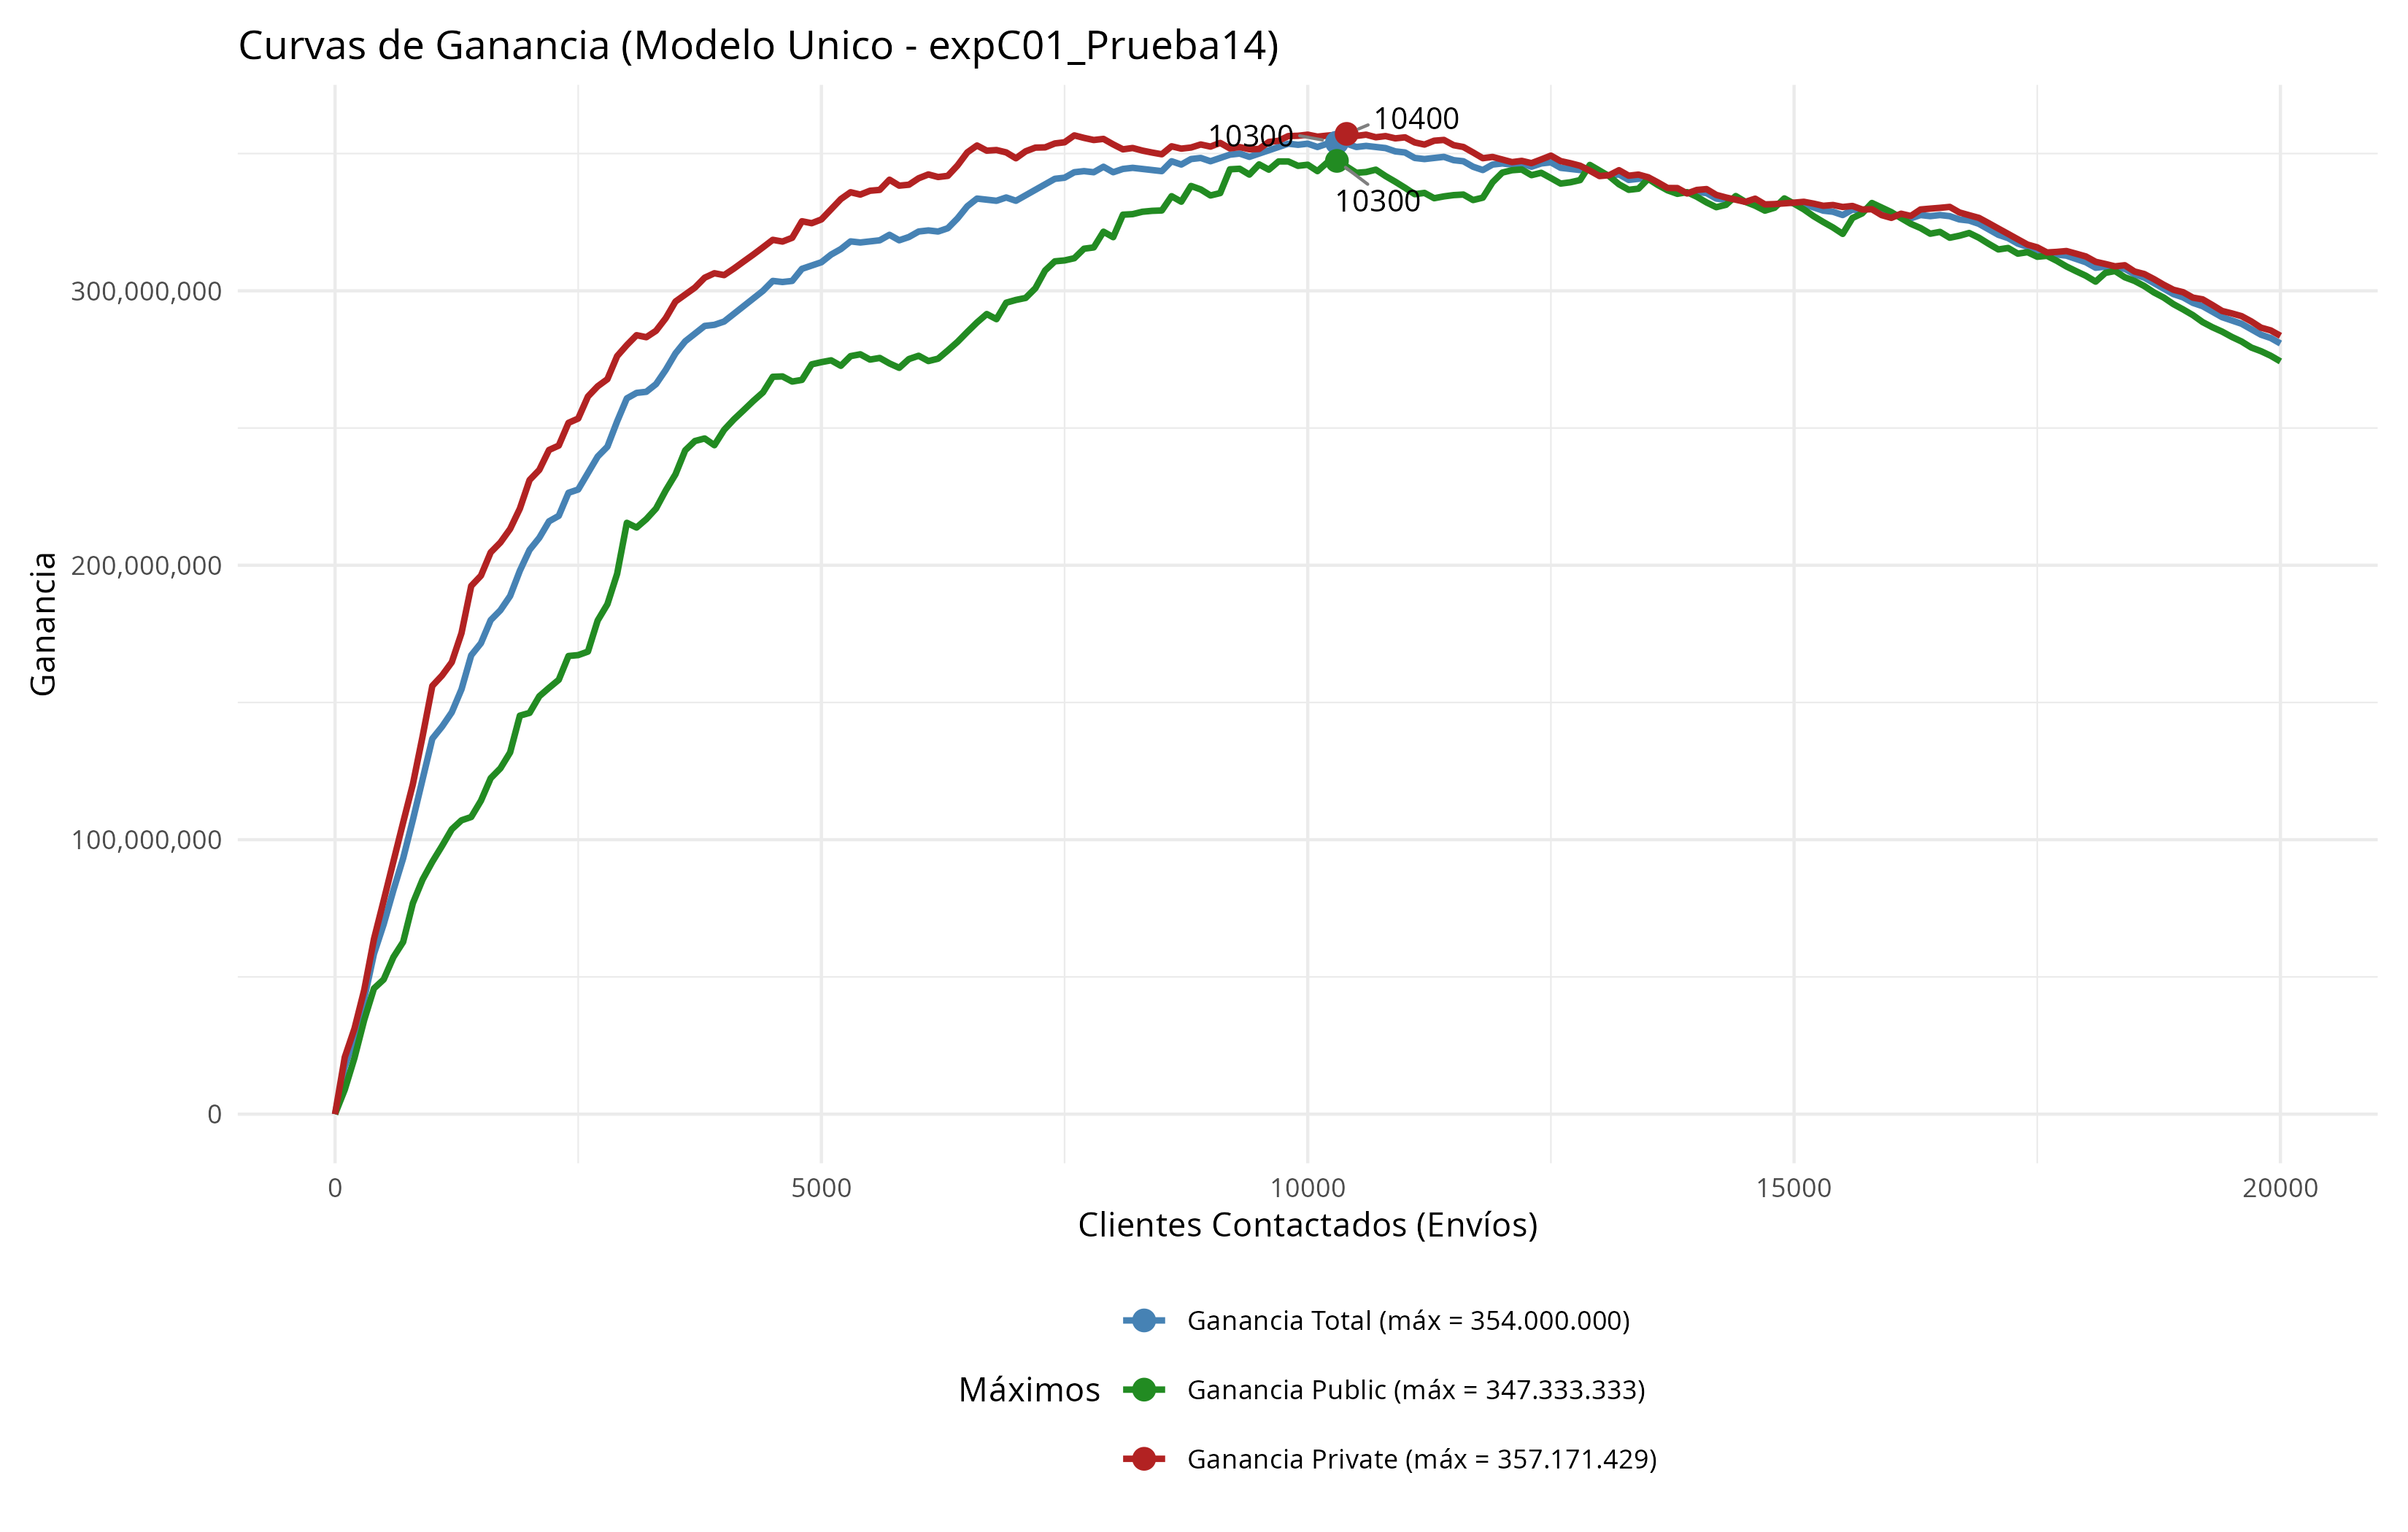 Curvas de Ganancia (Modelo Unico - expC01_Prueba14)
10400
10300
10300
300,000,000
200,000,000
100,000,000
0
Ganancia
0 5000 10000 15000 20000
Clientes Contactados (Envíos)
Máximos
Ganancia Total (máx = 354.000.000)
Ganancia Public (máx = 347.333.333)
Ganancia Private (máx = 357.171.429)